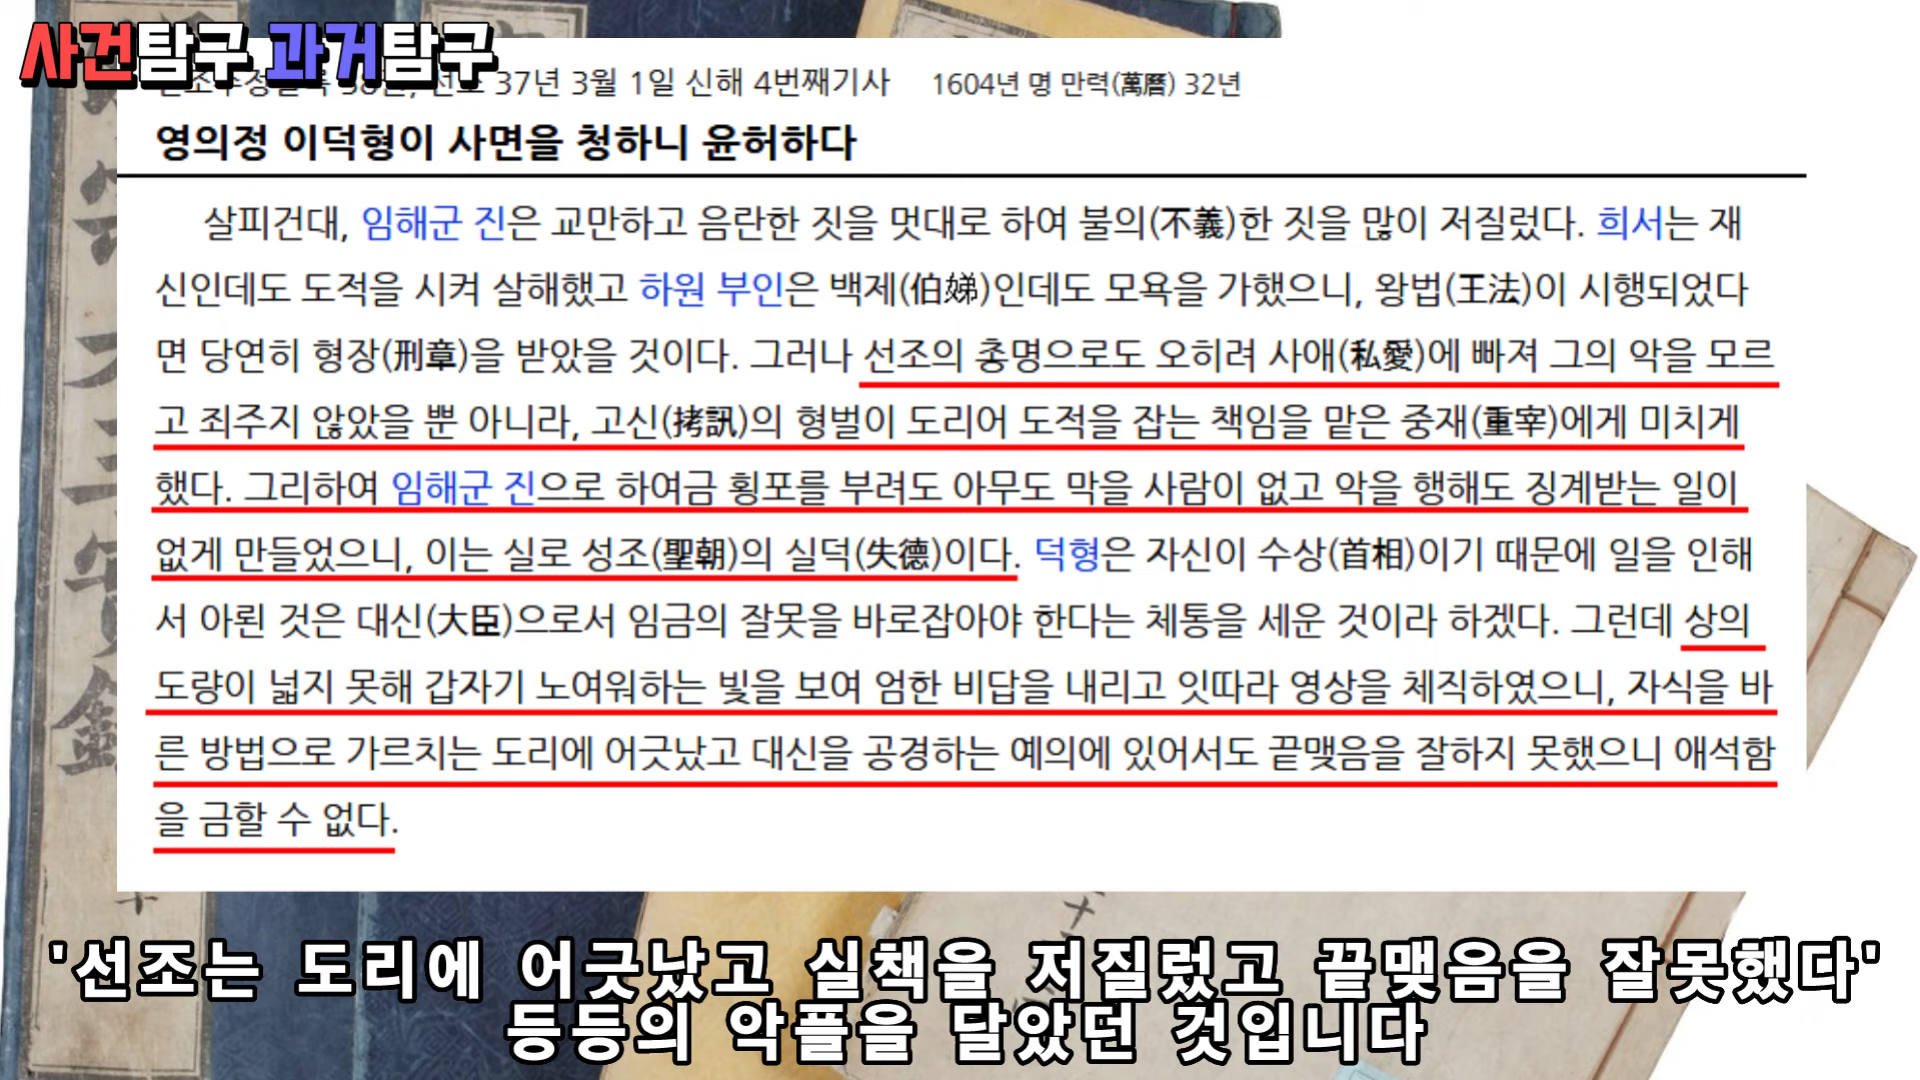 사건탐구 과거탐구
37년 3월 1일 신해 4번째기사 1604년 명 만력(萬曆) 32년
영의정 이덕형이 사면을 청하니 윤허하다
살피건대, 임해군 진은 교만하고 음란한 짓을 멋대로 하여 불의(不義)한 짓을 많이 저질렀다. 희서는 재
신인데도 도적을 시켜 살해했고 하원 부인은 백제(伯娣)인데도 모욕을 가했으니, 왕법(王法)이 시행되었다
면 당연히 형장(刑章)을 받았을 것이다. 그러나 선조의 총명으로도 오히려 사애(私愛)에 빠져 그의 악을 모르
고 죄주지 않았을 뿐 아니라, 고신(拷訊)의 형벌이 도리어 도적을 잡는 책임을 맡은 중재(重宰)에게 미치게
했다. 그리하여 임해군 진으로 하여금 횡포를 부려도 아무도 막을 사람이 없고 악을 행해도 징계받는 일이
없게 만들었으니, 이는 실로 성조(聖朝)의 실덕(失德)이다. 덕형은 자신이 수상(首相)이기 때문에 일을 인해
서 아뢴 것은 대신(大臣)으로서 임금의 잘못을 바로잡아야 한다는 체통을 세운 것이라 하겠다. 그런데 상의
도량이 넓지 못해 갑자기 노여워하는 빛을 보여 엄한 비답을 내리고 잇따라 영상을 체직하였으니, 자식을 바
른 방법으로 가르치는 도리에 어긋났고 대신을 공경하는 예의에 있어서도 끝맺음을 잘하지 못했으니 애석함
을 금할 수 없다.
'선조는 도리에 어긋났고 실책을 저질렀고 끝맺음을 잘못했다'
등등의 악플을 달았던 것입니다